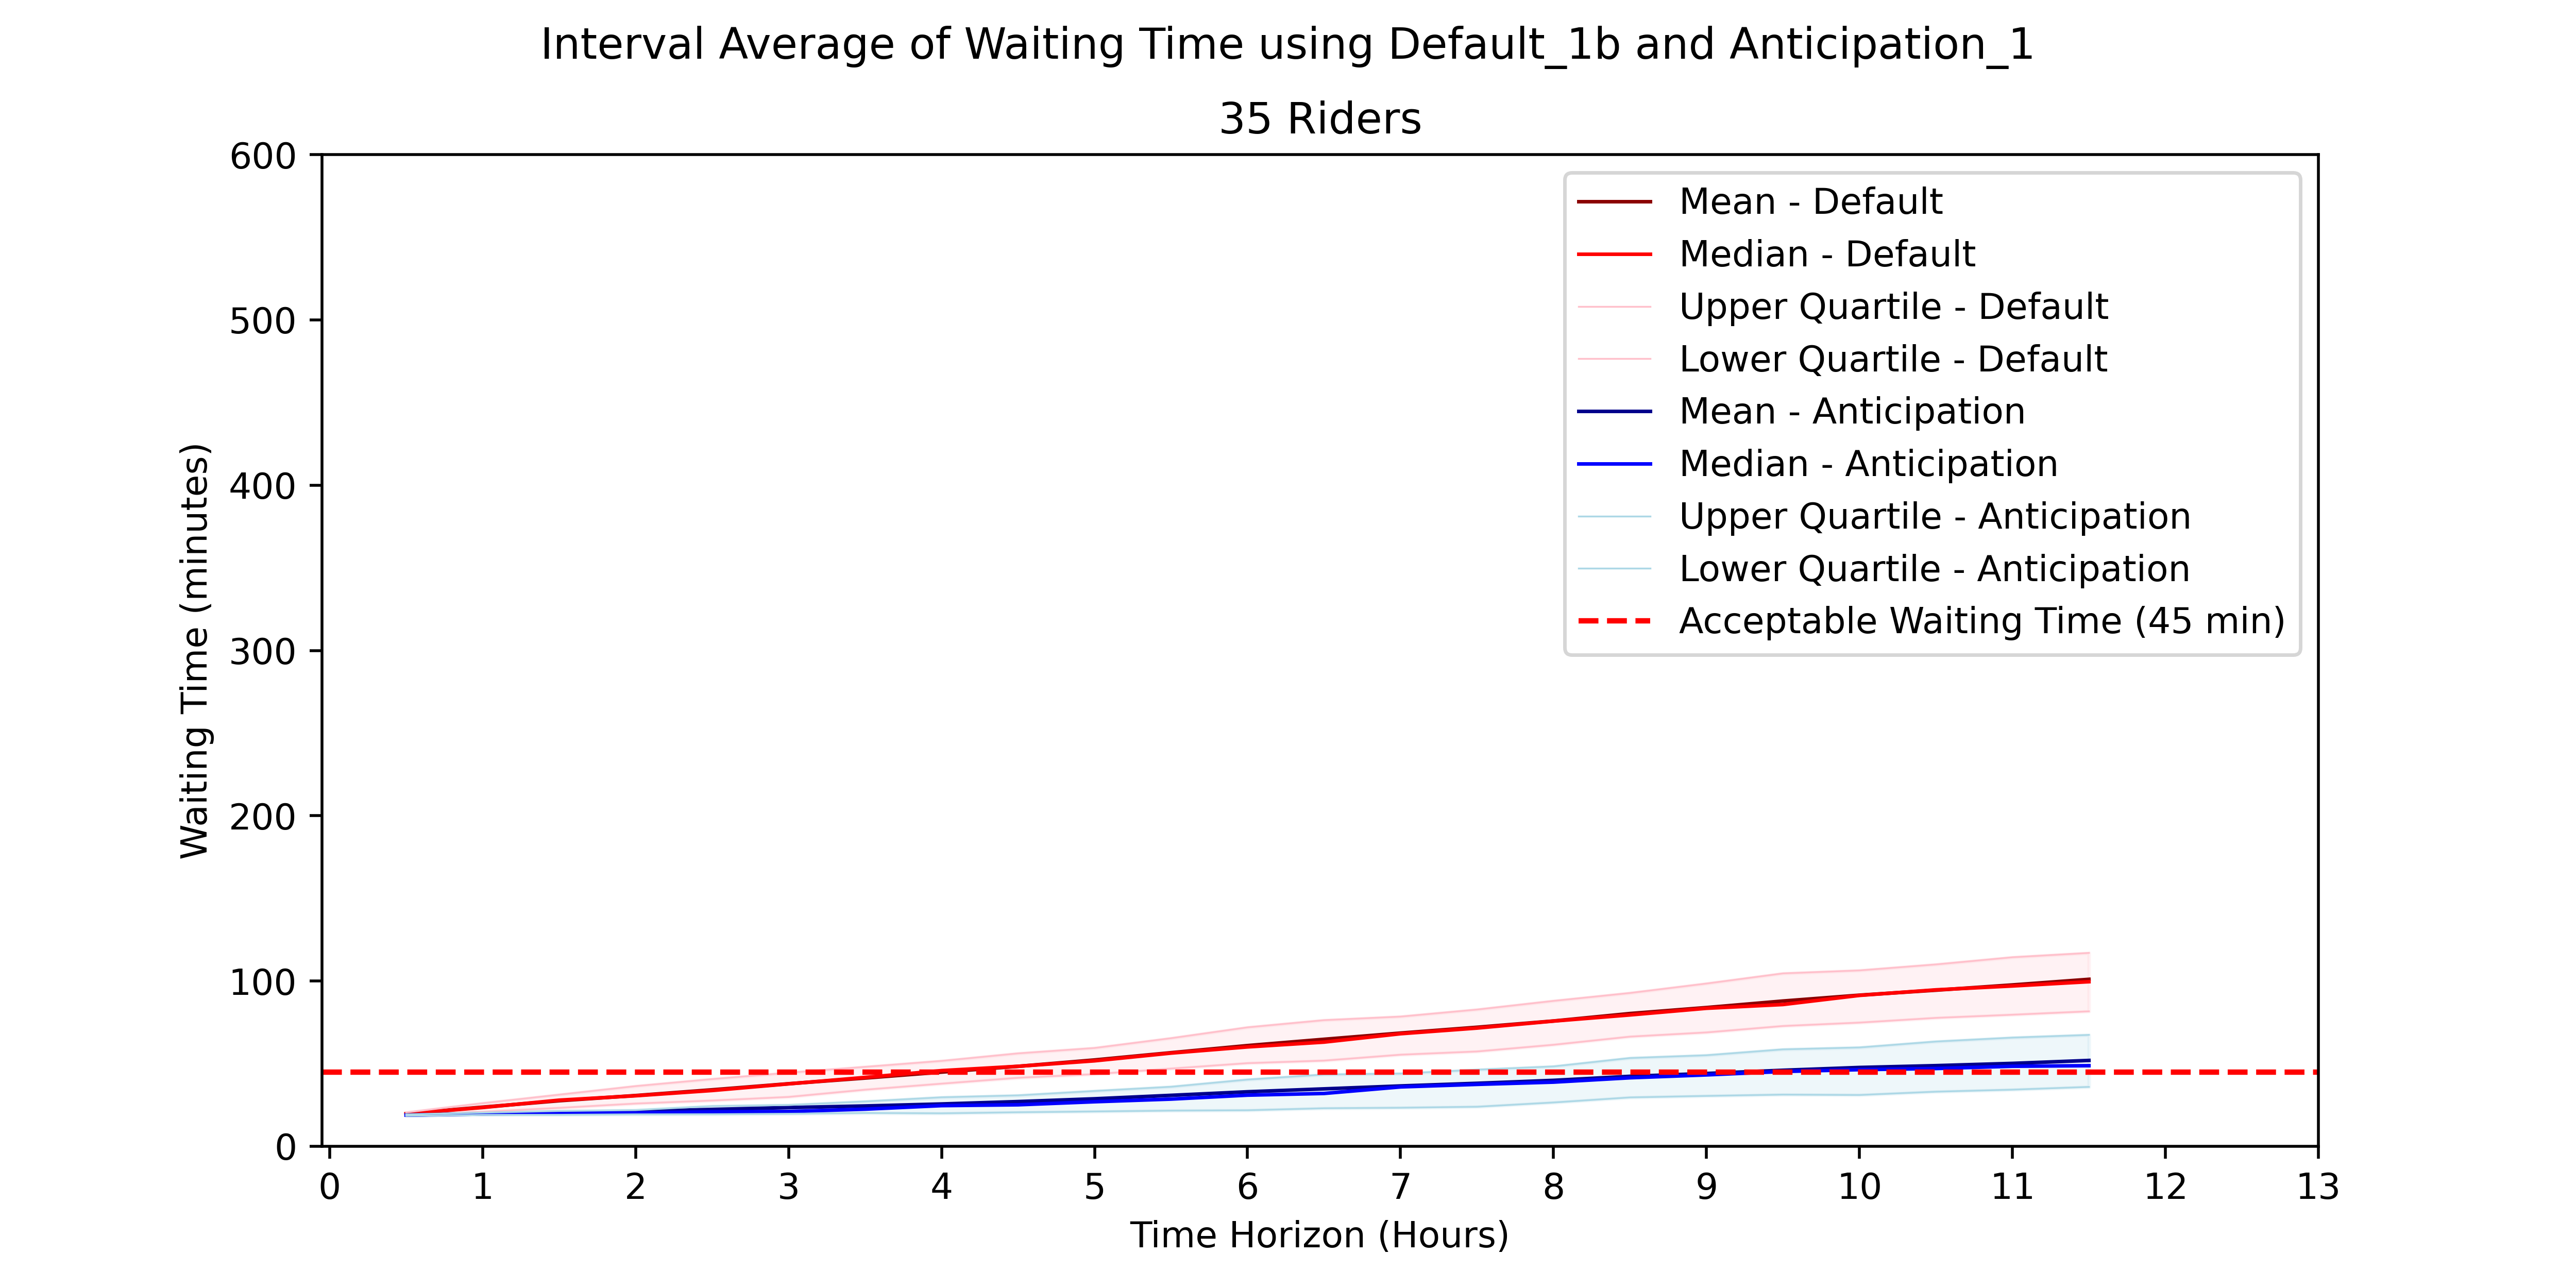 Interval Average of Waiting Time using Default_1b and Anticipation_1
35 Riders
600
500
400
300
200
100
0
Waiting Time (minutes)
Mean - Default
Median - Default
Upper Quartile - Default
Lower Quartile - Default
Mean - Anticipation
Median - Anticipation
Upper Quartile - Anticipation
Lower Quartile - Anticipation
Acceptable Waiting Time (45 min)
0 1 2 3 4 5 6 7 8 9 10 11 12 13
Time Horizon (Hours)